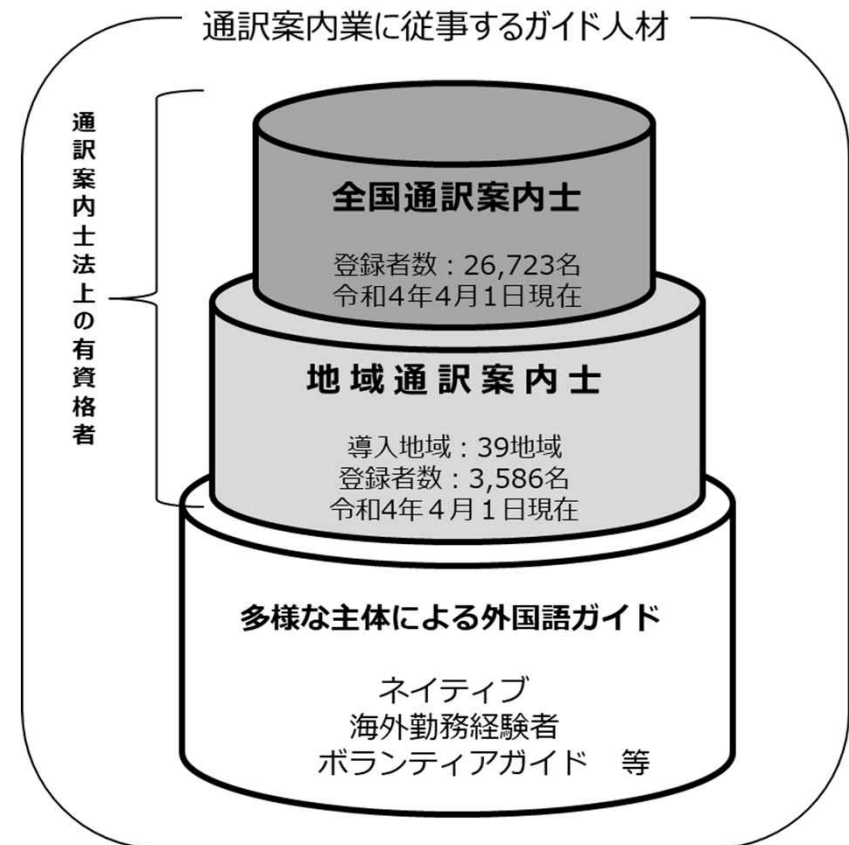 通訳案内業に従事するガイド人材
通訳案内士法上の有資格者
全国通訳案内士
登録者数：26,723名
令和4年4月1日現在
地域通訳案内士
導入地域：39地域
登録者数：3,586名
令和4年４月１日現在
多様な主体による外国語ガイド
ネイティブ
海外勤務経験者
ボランティアガイド　等